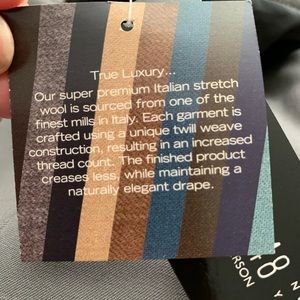 True Luxury...
Our super premium Italian stretch
wool is sourced from one of the
finest mills in Italy. Each garment is
crafted using a unique twill weave
construction, resulting in an increased
thread count. The finished product
creases less, while maintaining a
naturally elegant drape.
48
N
Y
RSON